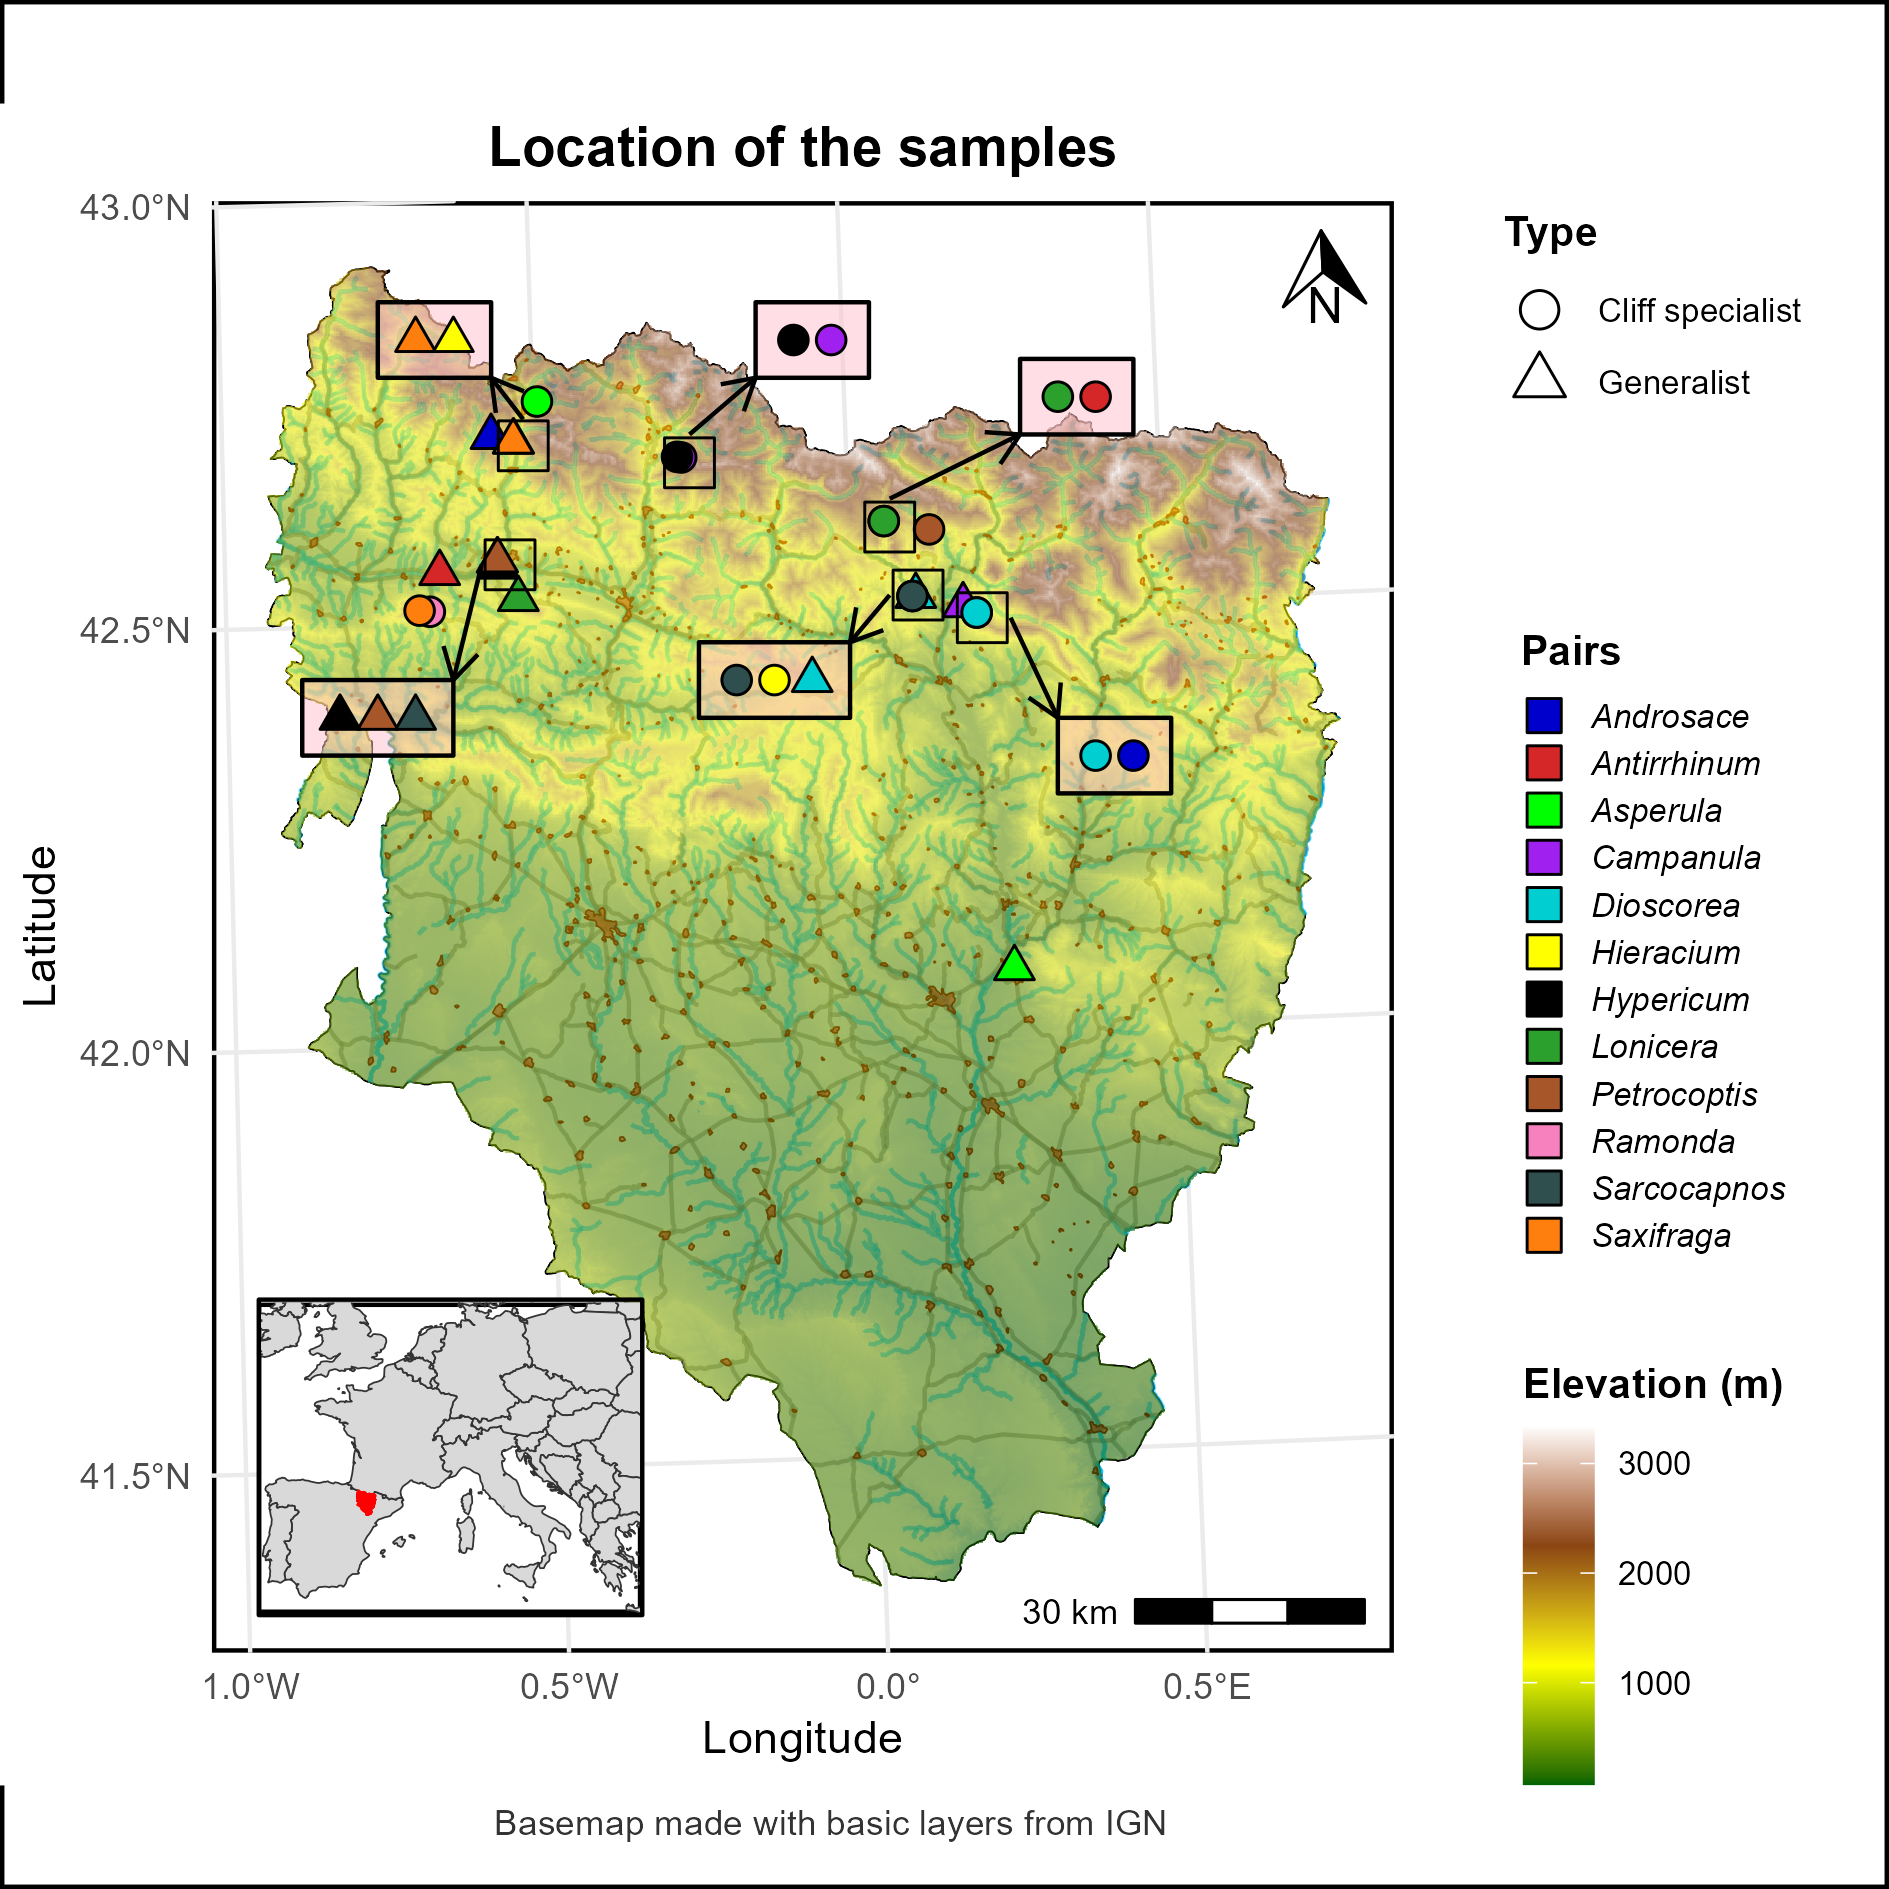 Location of the samples
43.0°N
42.5°N
42.0°N
41.5°N
Latitude
N
30 km
1.0°W
0.5°W
0.0°
0.5°E
Longitude
Basemap made with basic layers from IGN
Type
Cliff specialist
Generalist
Pairs
Androsace
Antirrhinum
Asperula
Campanula
Dioscorea
Hieracium
Hypericum
Lonicera
Petrocoptis
Ramonda
Sarcocapnos
Saxifraga
Elevation (m)
3000
2000
1000